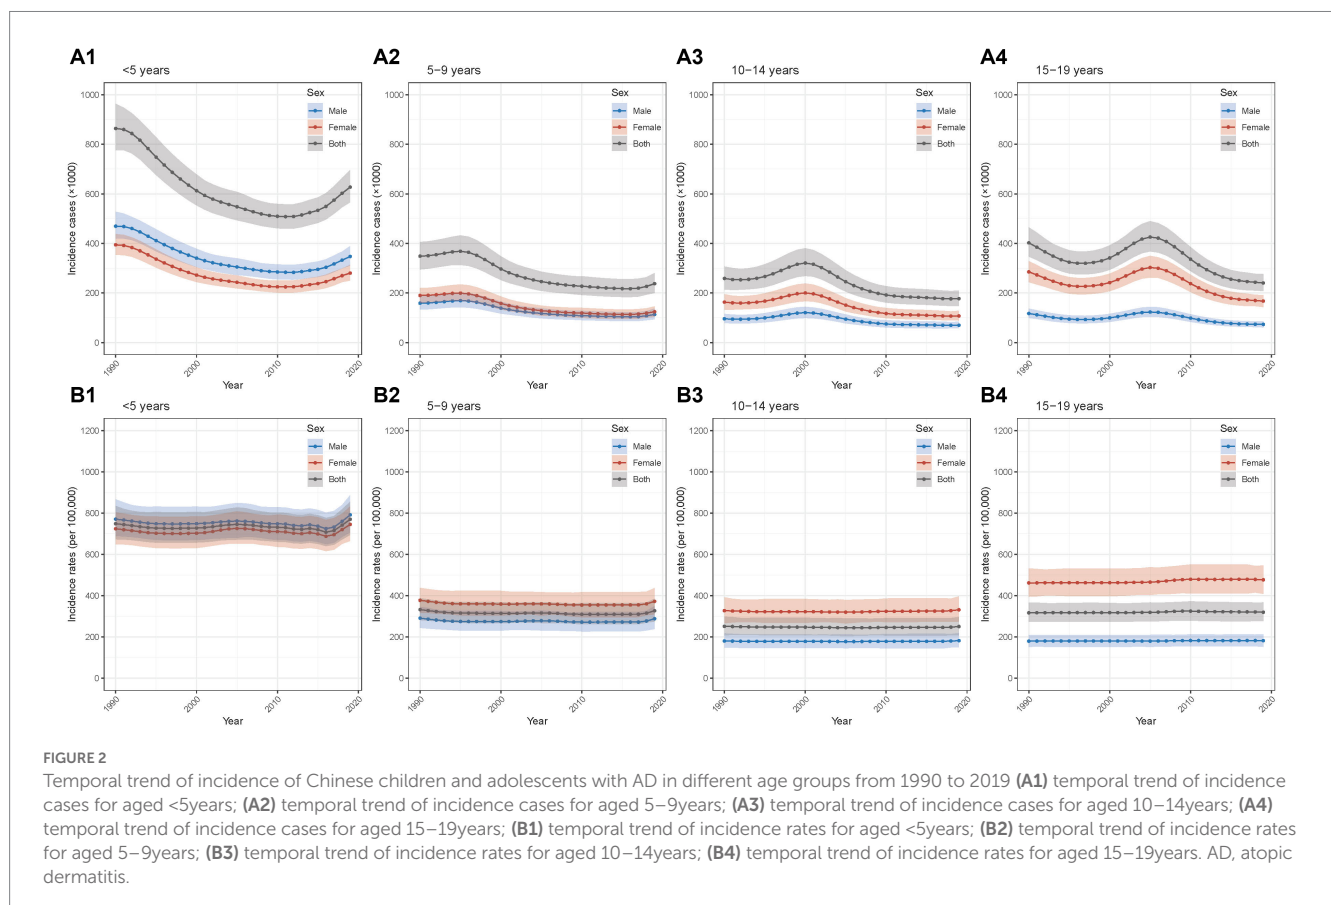 A1
<5 years
Sex
Male
Female
Both
Incidence cases (×1000)
1000
800
600
400
200
0
1990
2000
2010
2020
Year
A2
5–9 years
Sex
Male
Female
Both
Incidence cases (×1000)
1000
800
600
400
200
0
1990
2000
2010
2020
Year
A3
10–14 years
Sex
Male
Female
Both
Incidence cases (×1000)
1000
800
600
400
200
0
1990
2000
2010
2020
Year
A4
15–19 years
Sex
Male
Female
Both
Incidence cases (×1000)
1000
800
600
400
200
0
1990
2000
2010
2020
Year
B1
<5 years
Sex
Male
Female
Both
Incidence rates (per 100,000)
1200
1000
800
600
400
200
0
1990
2000
2010
2020
Year
B2
5–9 years
Sex
Male
Female
Both
Incidence rates (per 100,000)
1200
1000
800
600
400
200
0
1990
2000
2010
2020
Year
B3
10–14 years
Sex
Male
Female
Both
Incidence rates (per 100,000)
1200
1000
800
600
400
200
0
1990
2000
2010
2020
Year
B4
15–19 years
Sex
Male
Female
Both
Incidence rates (per 100,000)
1200
1000
800
600
400
200
0
1990
2000
2010
2020
Year
FIGURE 2
Temporal trend of incidence of Chinese children and adolescents with AD in different age groups from 1990 to 2019 (A1) temporal trend of incidence
cases for aged <5years; (A2) temporal trend of incidence cases for aged 5–9years; (A3) temporal trend of incidence cases for aged 10–14years; (A4)
temporal trend of incidence cases for aged 15–19years; (B1) temporal trend of incidence rates for aged <5years; (B2) temporal trend of incidence rates
for aged 5–9years; (B3) temporal trend of incidence rates for aged 10–14years; (B4) temporal trend of incidence rates for aged 15–19years. AD, atopic
dermatitis.